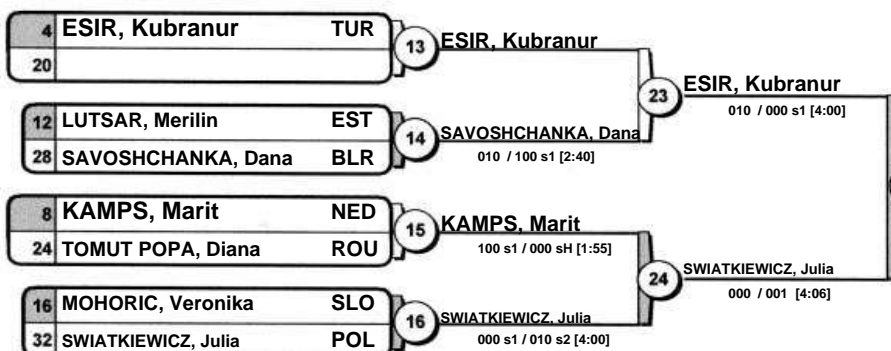 4 ESIR, Kubranur TUR
20
13 ESIR, Kubranur
12 LUTSAR, Merilin EST
28 SAVOSHCHANKA, Dana BLR
14 SAVOSHCHANKA, Dana
010 / 100 s1 [2:40]
23 ESIR, Kubranur
010 / 000 s1 [4:00]
8 KAMPS, Marit NED
24 TOMUT POPA, Diana ROU
15 KAMPS, Marit
100 s1 / 000 sH [1:55]
16 MOHORIC, Veronika SLO
32 SWIATKIEWICZ, Julia POL
16 SWIATKIEWICZ, Julia
000 s1 / 010 s2 [4:00]
24 SWIATKIEWICZ, Julia
000 / 001 [4:06]